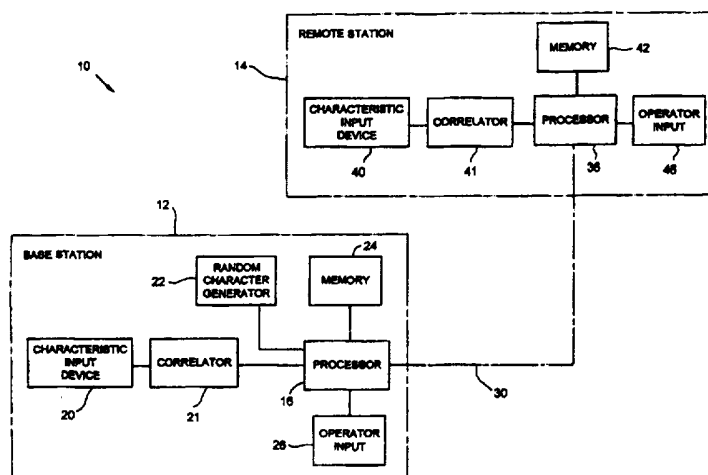 REMOTE STATION
MEMORY
42
10
14
CHARACTERISTIC
INPUT
DEVICE
CORRELATOR
PROCESSOR
OPERATOR
INPUT
40
41
36
46
12
BASE STATION
24
22
RANDOM
CHARACTER
GENERATOR
MEMORY
CHARACTERISTIC
INPUT
DEVICE
CORRELATOR
PROCESSOR
20
21
16
30
26
OPERATOR
INPUT